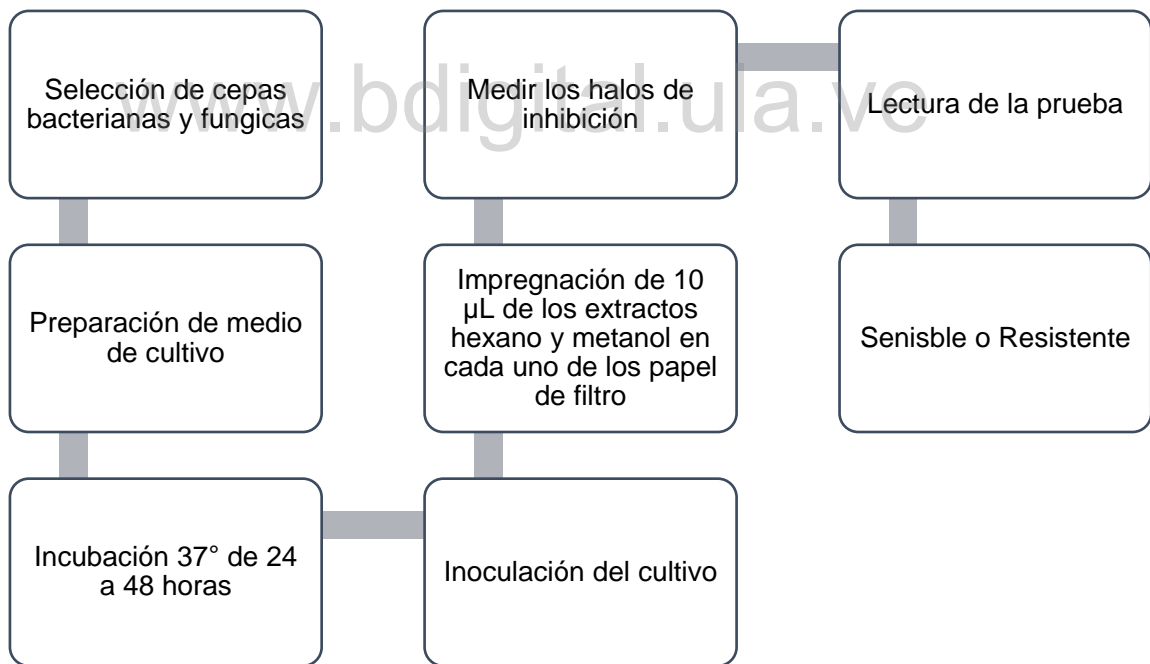 Selección de cepas
bacterianas y fungicas
Preparación de medio
de cultivo
Incubación 37° de 24
a 48 horas
Inoculación del cultivo
Impregnación de 10
µL de los extractos
hexano y metanol en
cada uno de los papel
de filtro
Medir los halos de
inhibición
Lectura de la prueba
Senisble o Resistente
www.bdigital.ula.ve